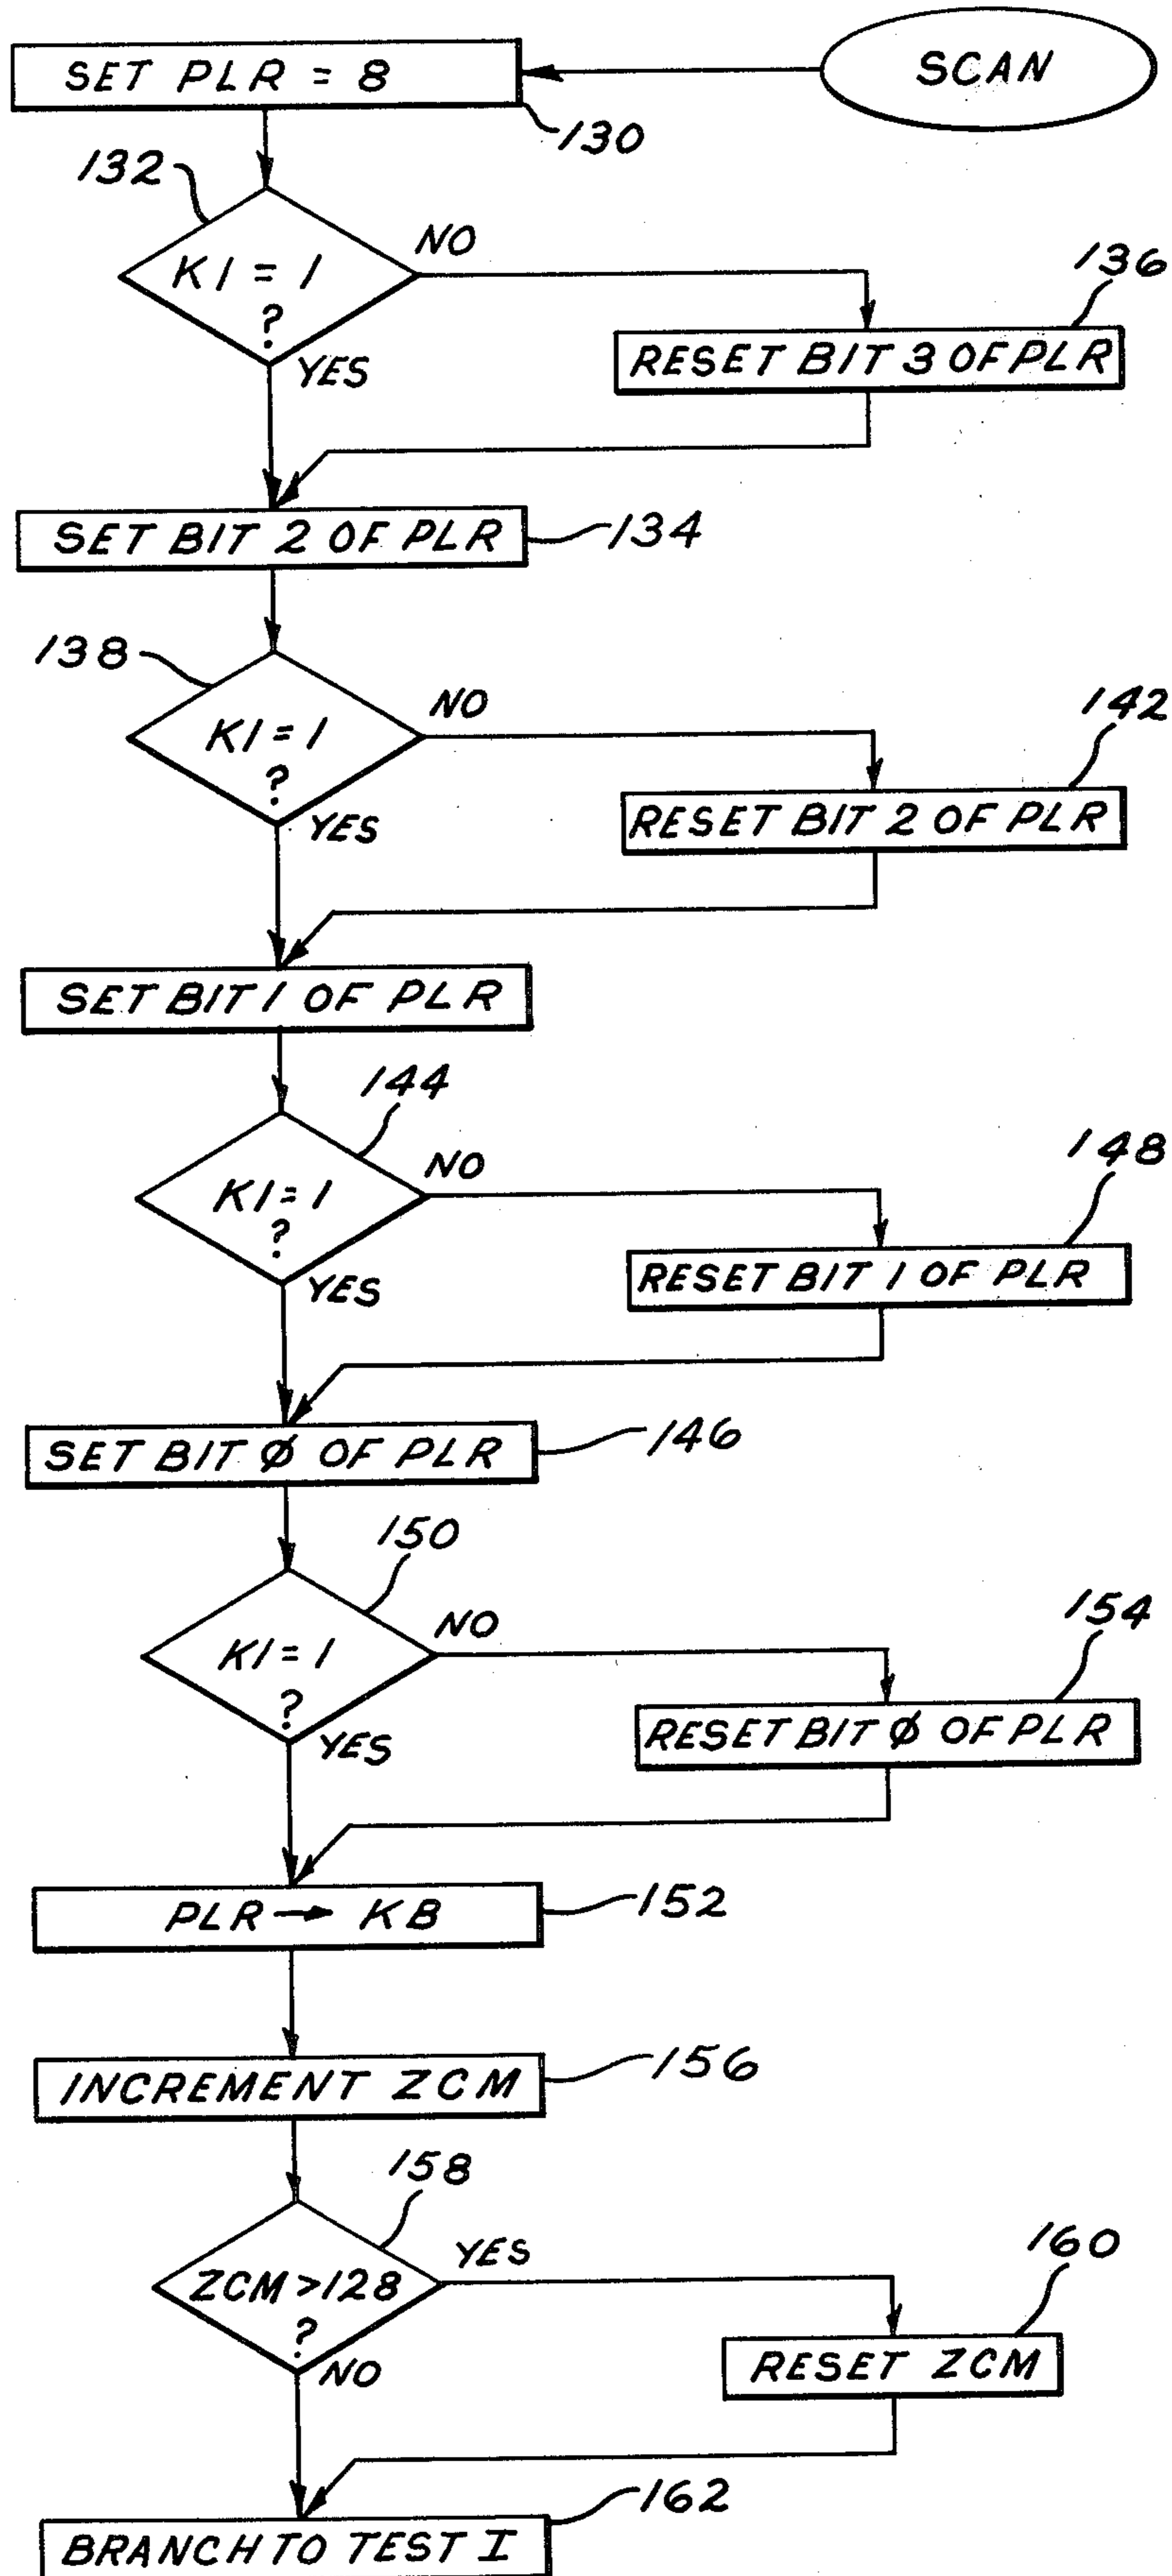 SCAN
SET PLR = 8
130
132
K1 = 1
?
NO
YES
136
RESET BIT 3 OF PLR
SET BIT 2 OF PLR
134
138
K1 = 1
?
NO
YES
142
RESET BIT 2 OF PLR
SET BIT 1 OF PLR
144
K1 = 1
?
NO
YES
148
RESET BIT 1 OF PLR
SET BIT Ø OF PLR
146
150
K1 = 1
?
NO
YES
154
RESET BIT Ø OF PLR
PLR → KB
152
INCREMENT ZCM
156
158
ZCM > 128
?
YES
NO
160
RESET ZCM
162
BRANCH TO TEST I